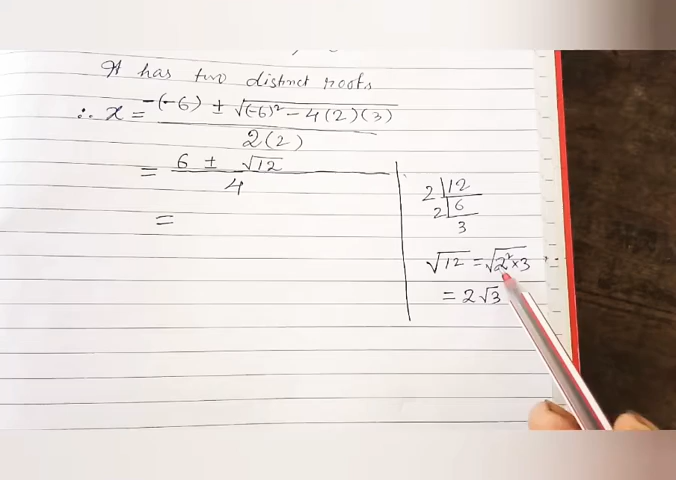 It has two distinct roots
∴ x = -(-6) ± √(-6)² - 4(2)(3)
2(2)
= 6 ± √12
4
=
2 | 12
2 | 6
3
√12 = √2²×3
= 2√3